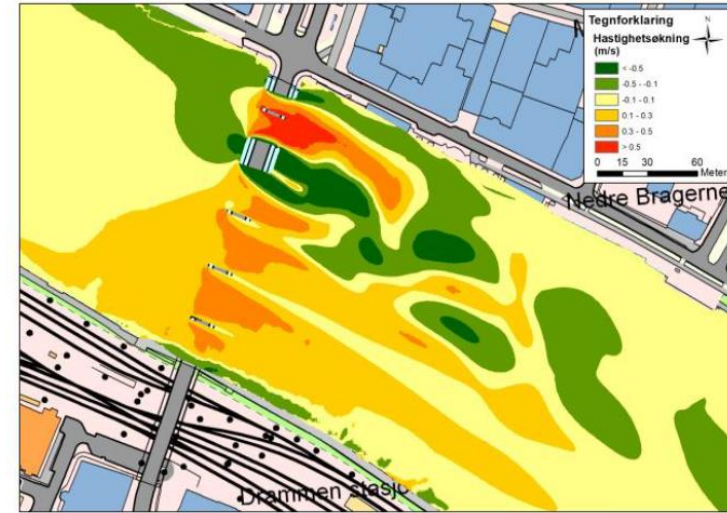 Tegnforklaring
N
Hastighetsøkning
(m/s)
< -0.5
-0.5 - -0.1
-0.1 - 0.1
0.1 - 0.3
0.3 - 0.5
> 0.5
0 15 30 60
Meter
Nedre Bragerne
Drammen stasjo